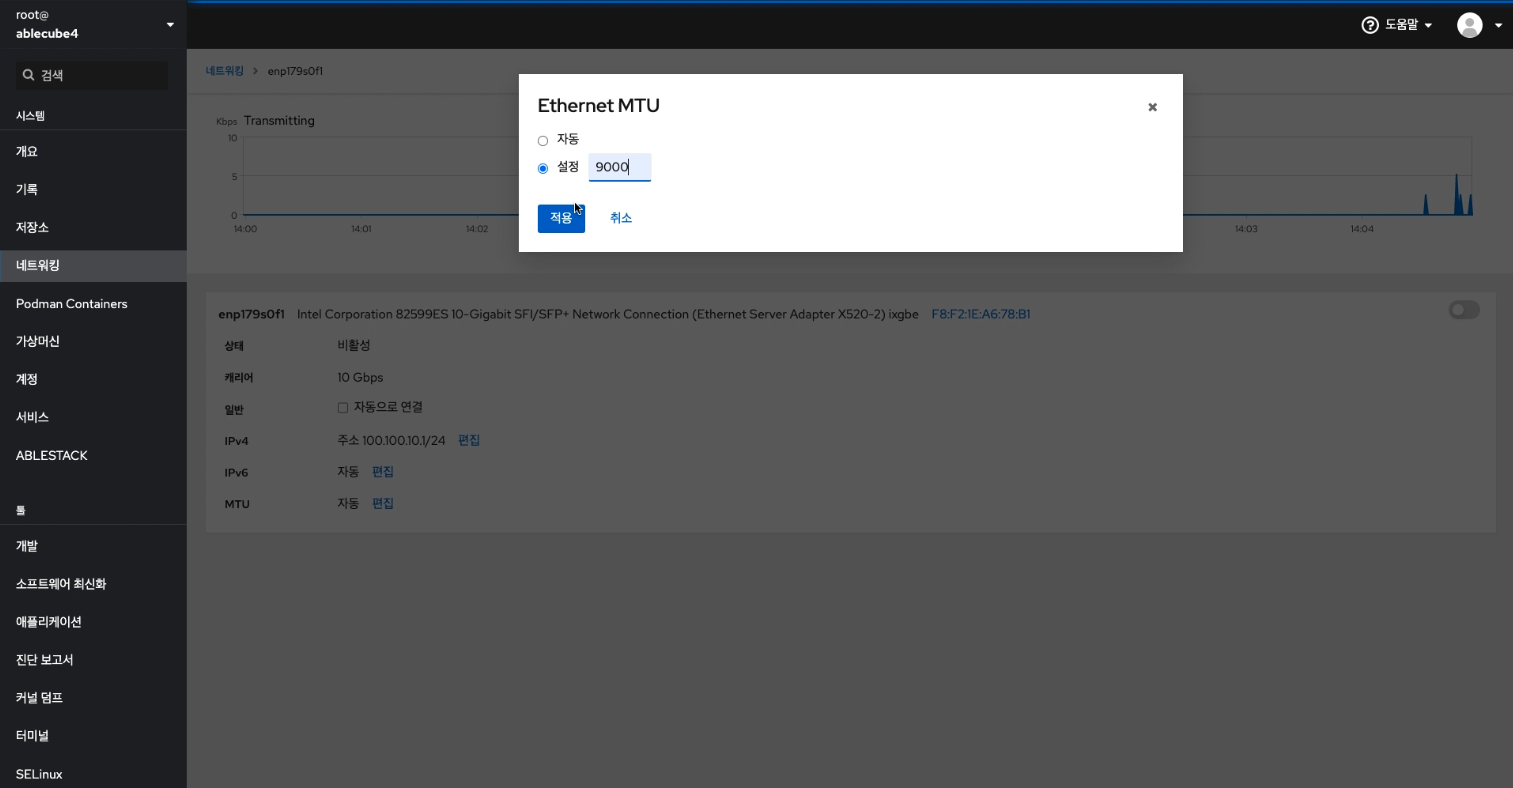 root@
ablecube4
도움말
검색
시스템
개요
기록
저장소
네트워킹
Podman Containers
가상머신
계정
서비스
ABLESTACK
툴
개발
소프트웨어 최신화
애플리케이션
진단 보고서
커널 덤프
터미널
SELinux
네트워킹 > enp179s0f1
Kbps Transmitting
10
5
0
14:00 14:01 14:02 14:03 14:04
Ethernet MTU
자동
설정 9000
적용 취소
enp179s0f1 Intel Corporation 82599ES 10-Gigabit SFI/SFP+ Network Connection (Ethernet Server Adapter X520-2) ixgbe F8:F2:1E:A6:78:B1
상태 비활성
캐리어 10 Gbps
일반 자동으로 연결
IPv4 주소 100.100.10.1/24 편집
IPv6 자동 편집
MTU 자동 편집